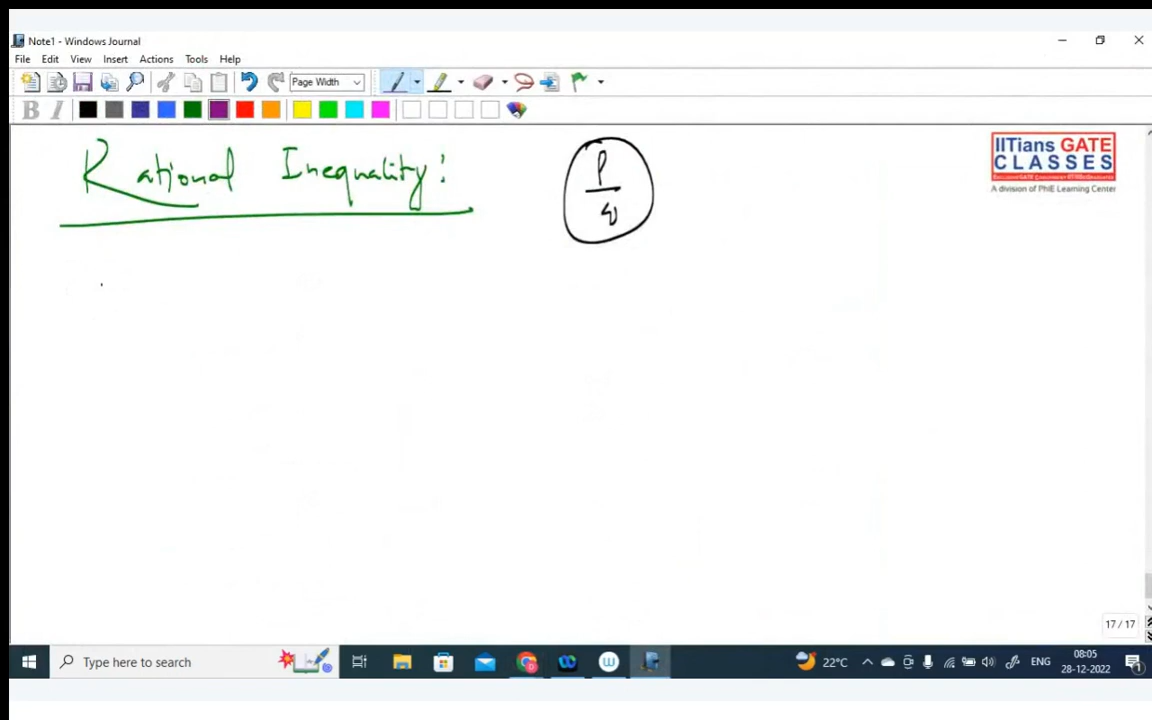 Note1 - Windows Journal
File Edit View Insert Actions Tools Help
Page Width
B I
Rational Inequality:
P
q
IITians GATE
CLASSES
A division of PhIE Learning Center
17 / 17
Type here to search
22°C
ENG
08:05
28-12-2022
1